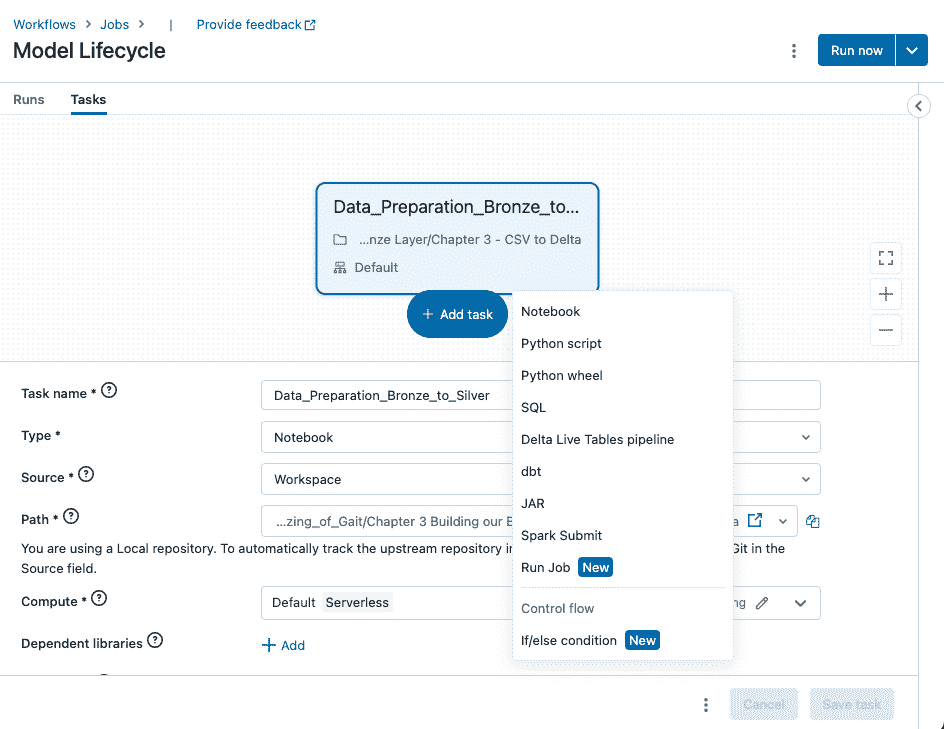 Workflows > Jobs > | Provide feedback
Model Lifecycle
Run now
Runs Tasks
Data_Preparation_Bronze_to...
...nze Layer/Chapter 3 - CSV to Delta
Default
+ Add task
Notebook
Python script
Python wheel
SQL
Delta Live Tables pipeline
dbt
JAR
Spark Submit
Run Job New
Control flow
If/else condition New
Task name * ?
Data_Preparation_Bronze_to_Silver
Type *
Notebook
Source * ?
Workspace
Path * ?
...zing_of_Gait/Chapter 3 Building our B
You are using a Local repository. To automatically track the upstream repository in
Git in the
Source field.
Compute * ?
Default Serverless
Dependent libraries ?
+ Add
Cancel
Save task